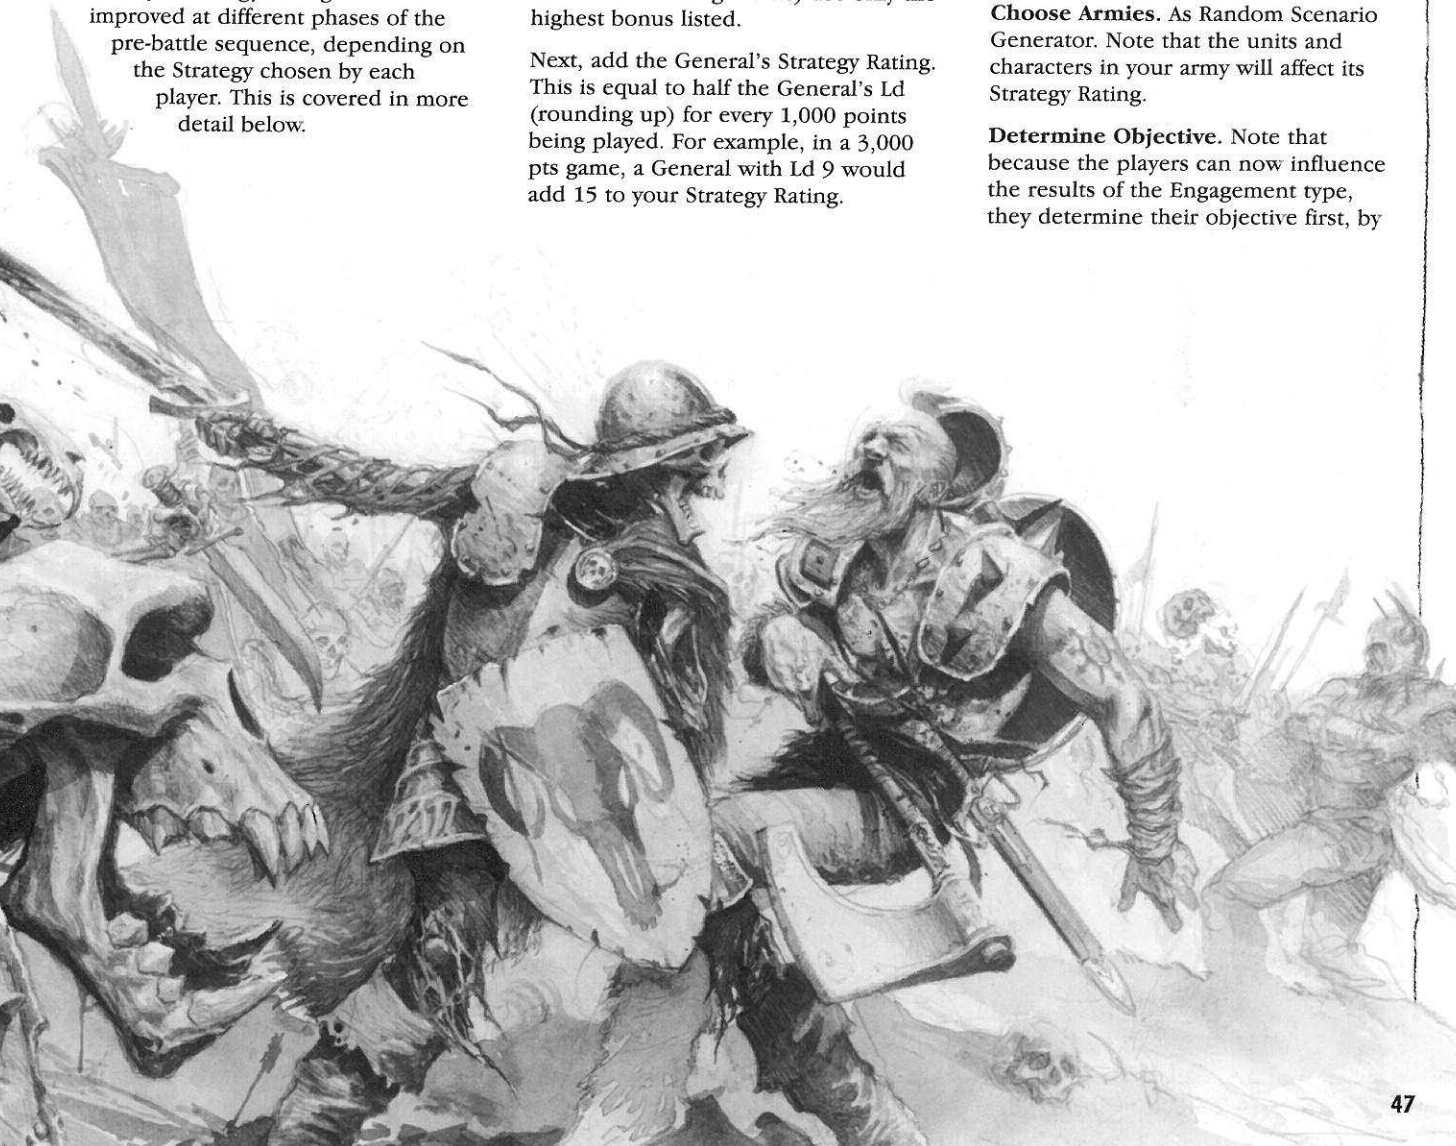 improved at different phases of the
pre-battle sequence, depending on
the Strategy chosen by each
player. This is covered in more
detail below.
highest bonus listed.
Next, add the General's Strategy Rating.
This is equal to half the General's Ld
(rounding up) for every 1,000 points
being played. For example, in a 3,000
pts game, a General with Ld 9 would
add 15 to your Strategy Rating.
Choose Armies. As Random Scenario
Generator. Note that the units and
characters in your army will affect its
Strategy Rating.
Determine Objective. Note that
because the players can now influence
the results of the Engagement type,
they determine their objective first, by
47